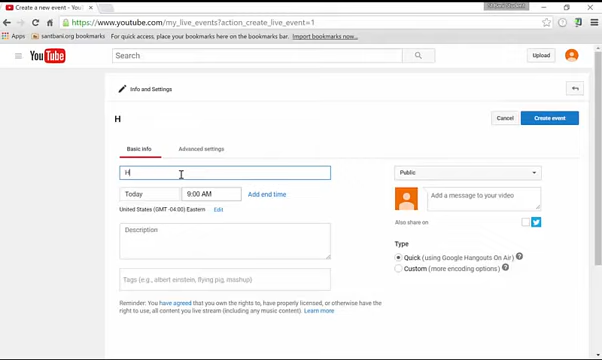 Create a new event - You
https://www.youtube.com/my_live_events?action_create_live_event=1
Apps santbani.org bookmarks For quick access, place your bookmarks here on the bookmarks bar. Import bookmarks now...
YouTube Search Upload
Info and Settings
H Cancel Create event
Basic info Advanced settings
H Public
Today 9:00 AM Add end time Add a message to your video
United States (GMT -04:00) Eastern Edit
Also share on
Description
Type
Quick (using Google Hangouts On Air) ?
Custom (more encoding options) ?
Tags (e.g., albert einstein, flying pig, mashup)
Reminder: You have agreed that you own the rights to, have properly licensed, or otherwise have the
right to use, all content you live stream (including any music content). Learn more